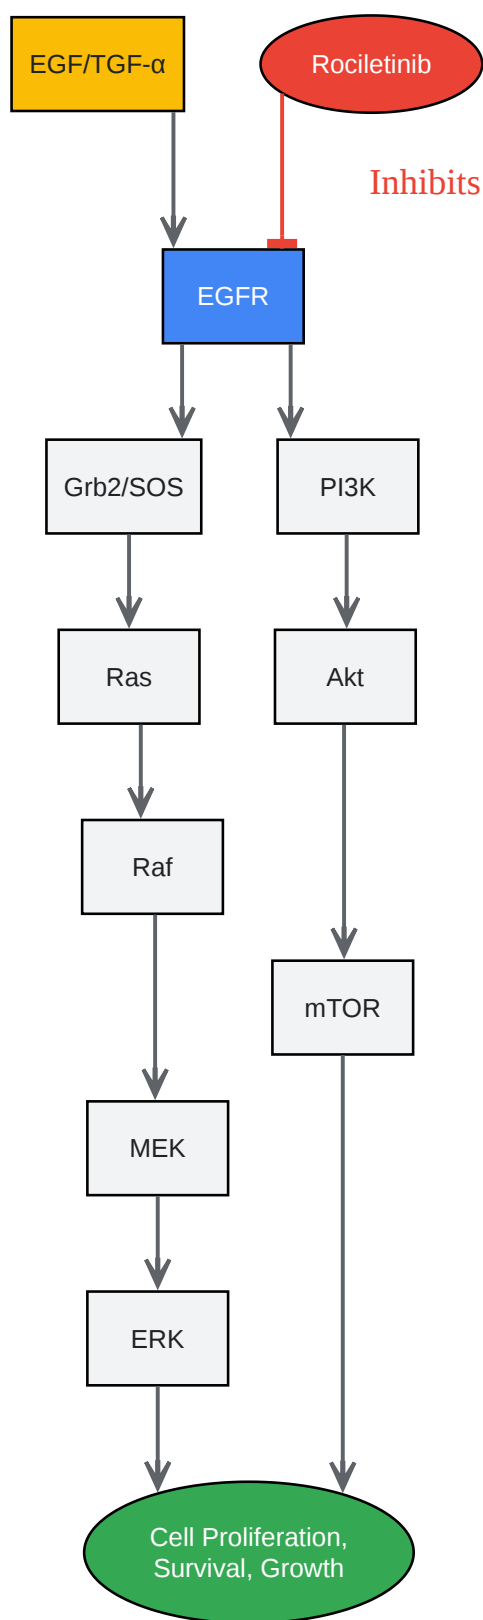 EGF/TGF-α
Rociletinib
Inhibits
EGFR
Grb2/SOS
PI3K
Ras
Akt
Raf
mTOR
MEK
ERK
Cell Proliferation,
Survival, Growth